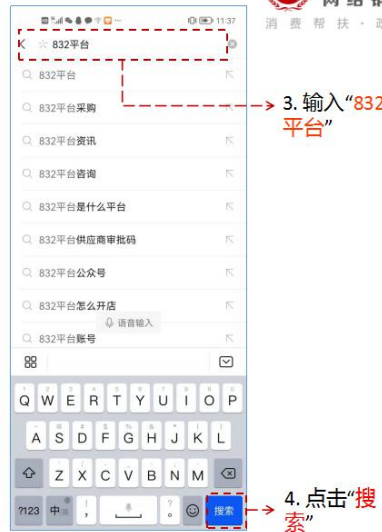 11:37
网络销
消费帮扶·政
832平台
832平台
832平台采购
832平台资讯
832平台咨询
832平台是什么平台
832平台供应商审批码
832平台公众号
832平台怎么开店
语音输入
832平台账号
3. 输入“832
平台”
Q W E R T Y U I O P
A S D F G H J K L
Z X C V B N M
?123 中 , 。 ? 搜索
4. 点击“搜
索”